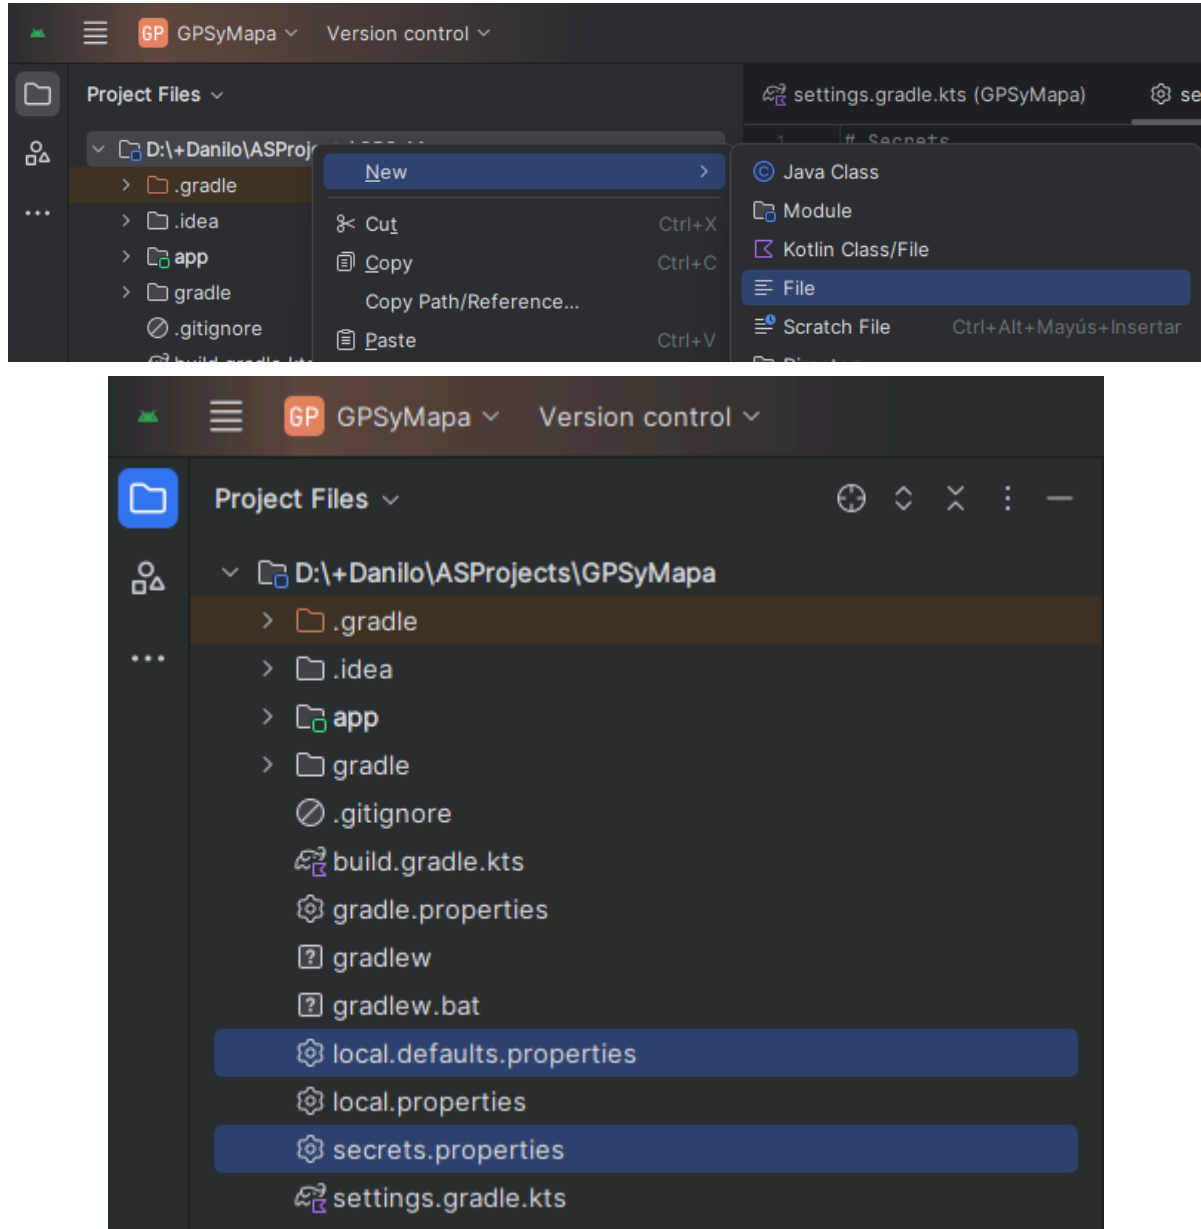 GP GPSyMapa Version control
Project Files
settings.gradle.kts (GPSyMapa) se
D:\+Danilo\ASProj
1 # Secrets
New
Java Class
.gradle
Module
.idea
Cut Ctrl+X
Kotlin Class/File
app
Copy Ctrl+C
File
gradle
Copy Path/Reference...
Scratch File Ctrl+Alt+Mayús+Insertar
.gitignore
Paste Ctrl+V
GP GPSyMapa Version control
Project Files
D:\+Danilo\ASProjects\GPSyMapa
.gradle
.idea
app
gradle
.gitignore
build.gradle.kts
gradle.properties
gradlew
gradlew.bat
local.defaults.properties
local.properties
secrets.properties
settings.gradle.kts